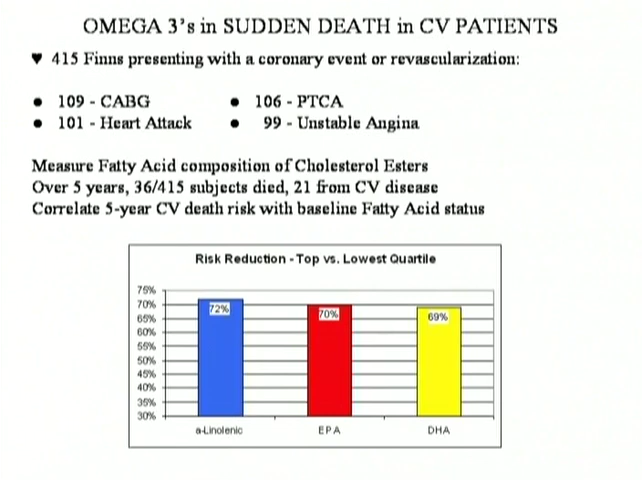 OMEGA 3's in SUDDEN DEATH in CV PATIENTS
♥ 415 Finns presenting with a coronary event or revascularization:
● 109 - CABG ● 106 - PTCA
● 101 - Heart Attack ● 99 - Unstable Angina
Measure Fatty Acid composition of Cholesterol Esters
Over 5 years, 36/415 subjects died, 21 from CV disease
Correlate 5-year CV death risk with baseline Fatty Acid status
Risk Reduction - Top vs. Lowest Quartile
75%
70%
65%
60%
55%
50%
45%
40%
35%
30%
72% 70% 69%
a-Linolenic EPA DHA